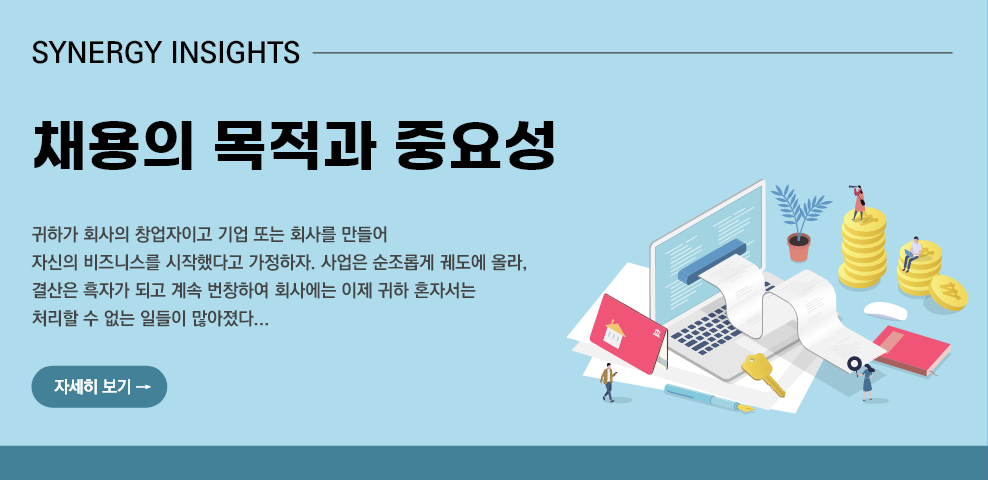 SYNERGY INSIGHTS
채용의 목적과 중요성
귀하가 회사의 창업자이고 기업 또는 회사를 만들어
자신의 비즈니스를 시작했다고 가정하자. 사업은 순조롭게 궤도에 올라,
결산은 흑자가 되고 계속 번창하여 회사에는 이제 귀하 혼자서는
처리할 수 없는 일들이 많아졌다...
자세히 보기 →